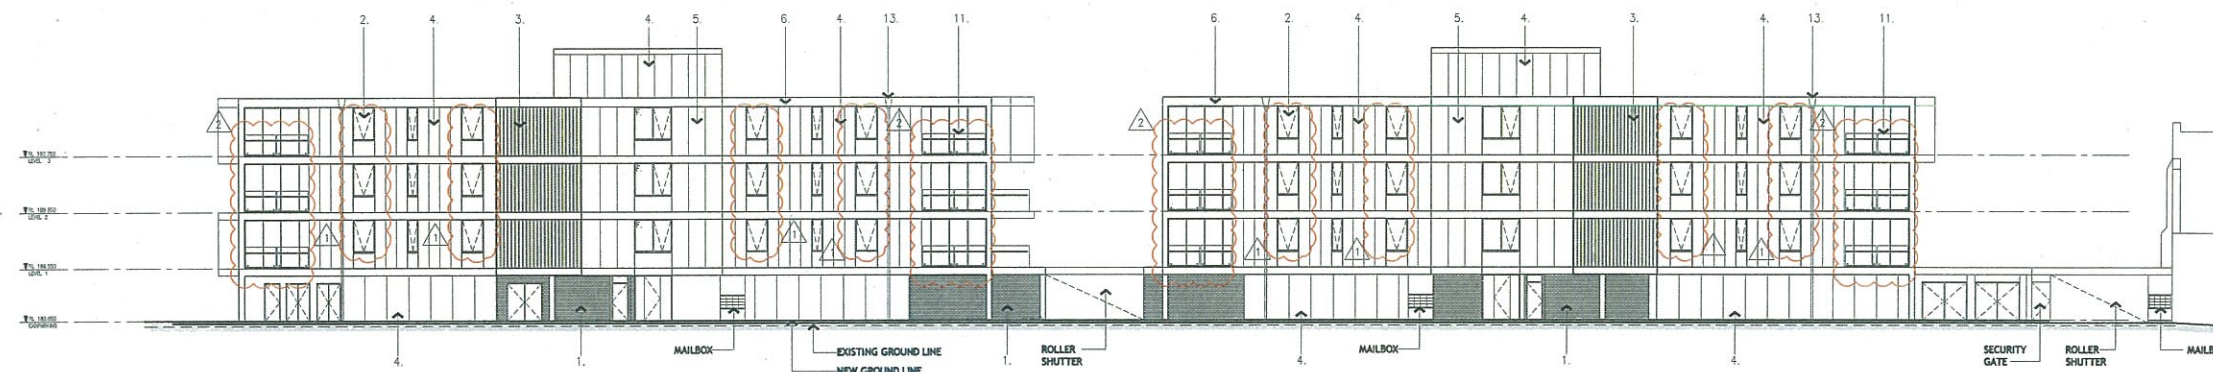 2. 4. 3. 4. 5. 6. 4. 13. 11. 6. 2. 4. 5. 4. 3. 4. 13. 11.
2 2 2 2
LEVEL 3
LEVEL 2
1 1 1 1 1 1
LEVEL 1
MAILBOX
EXISTING GROUND LINE
NEW GROUND LINE
ROLLER
SHUTTER
MAILBOX
SECURITY
GATE
ROLLER
SHUTTER
MAILB
4. 1. 1. 4. 1. 4.